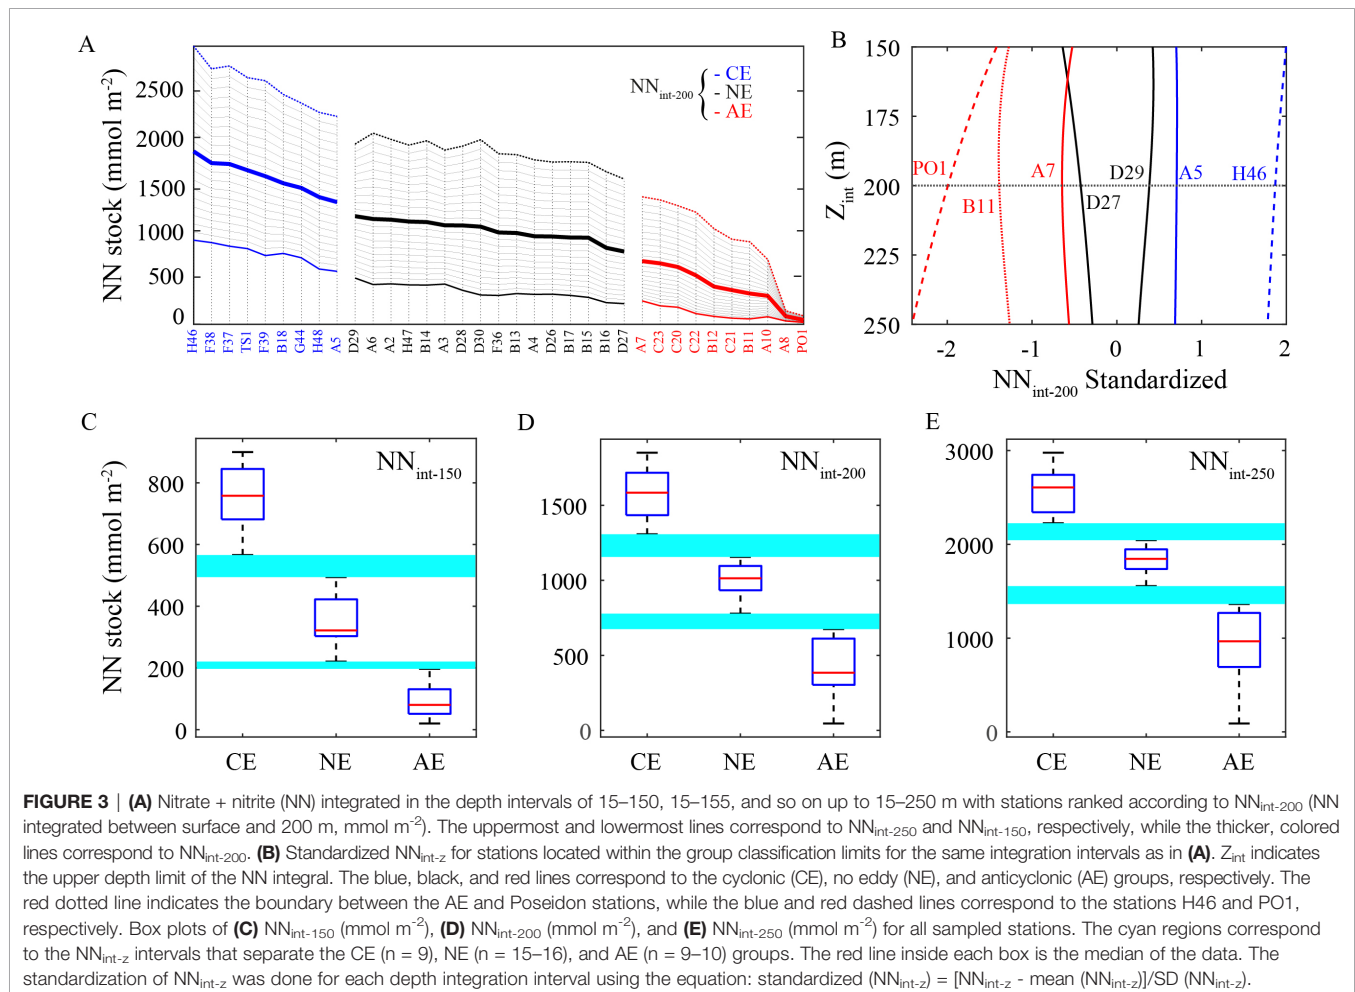 A
NN stock (mmol m-2)
2500
2000
1500
1000
500
0
NNint-200
- CE
- NE
- AE
H46 F38 F37 TS1 F39 B18 G44 H48 A5 D29 A6 A2 H47 B14 A3 D28 D30 F36 B13 A4 D26 B17 B15 B16 D27 A7 C23 C20 C22 B12 C21 B11 A10 A8 PO1
B
Zint (m)
150
175
200
225
250
PO1 B11 A7 D27 D29 A5 H46
-2 -1 0 1 2
NNint-200 Standardized
C
NN stock (mmol m-2)
NNint-150
800
600
400
200
0
CE NE AE
D
NNint-200
1500
1000
500
0
CE NE AE
E
NNint-250
3000
2000
1000
0
CE NE AE
FIGURE 3 | (A) Nitrate + nitrite (NN) integrated in the depth intervals of 15–150, 15–155, and so on up to 15–250 m with stations ranked according to NNint-200 (NN
integrated between surface and 200 m, mmol m−2). The uppermost and lowermost lines correspond to NNint-250 and NNint-150, respectively, while the thicker, colored
lines correspond to NNint-200. (B) Standardized NNint-z for stations located within the group classification limits for the same integration intervals as in (A). Zint indicates
the upper depth limit of the NN integral. The blue, black, and red lines correspond to the cyclonic (CE), no eddy (NE), and anticyclonic (AE) groups, respectively. The
red dotted line indicates the boundary between the AE and Poseidon stations, while the blue and red dashed lines correspond to the stations H46 and PO1,
respectively. Box plots of (C) NNint-150 (mmol m−2), (D) NNint-200 (mmol m−2), and (E) NNint-250 (mmol m−2) for all sampled stations. The cyan regions correspond
to the NNint-z intervals that separate the CE (n = 9), NE (n = 15–16), and AE (n = 9–10) groups. The red line inside each box is the median of the data. The
standardization of NNint-z was done for each depth integration interval using the equation: standardized (NNint-z) = [NNint-z - mean (NNint-z)]/SD (NNint-z).